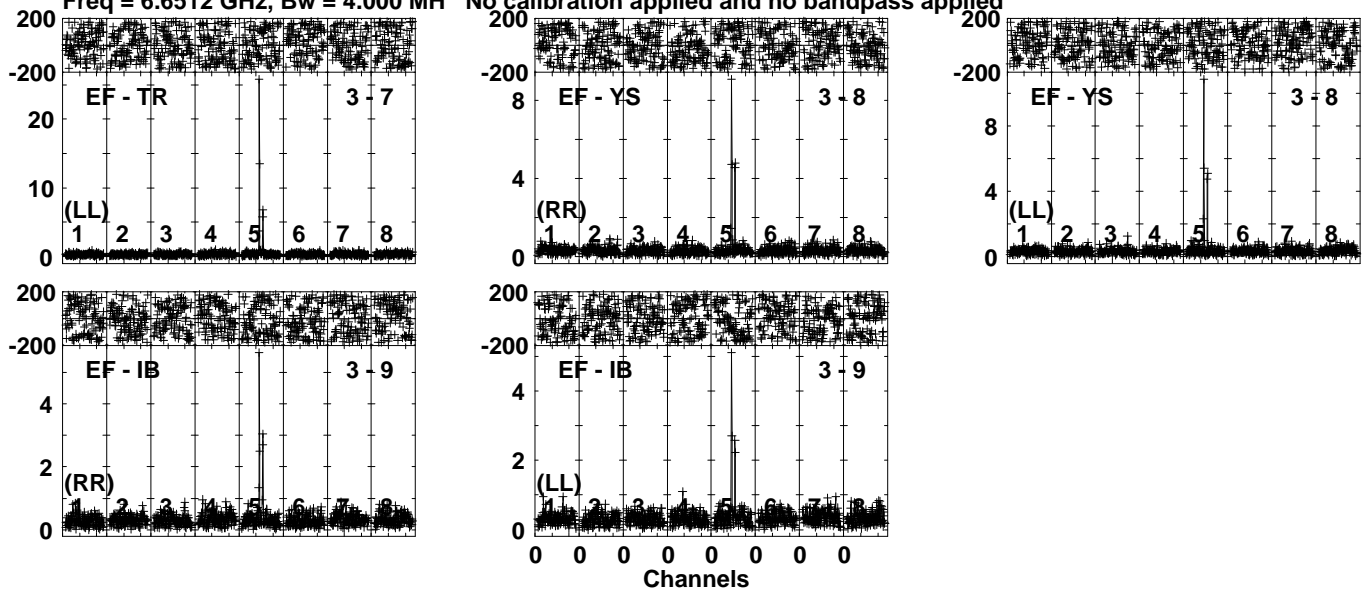 Freq = 6.6512 GHz, Bw = 4.000 MH No calibration applied and no bandpass applied
200
-200
EF - TR 3 - 7
20
10
0
(LL)
1 2 3 4 5 6 7 8
200
-200
EF - YS 3 - 8
8
4
0
(RR)
1 2 3 4 5 6 7 8
200
-200
EF - YS 3 - 8
8
4
0
(LL)
1 2 3 4 5 6 7 8
200
-200
EF - IB 3 - 9
4
2
0
(RR)
1 2 3 4 5 6 7 8
200
-200
EF - IB 3 - 9
4
2
0
(LL)
1 2 3 4 5 6 7 8
0 0 0 0 0 0 0 0
Channels